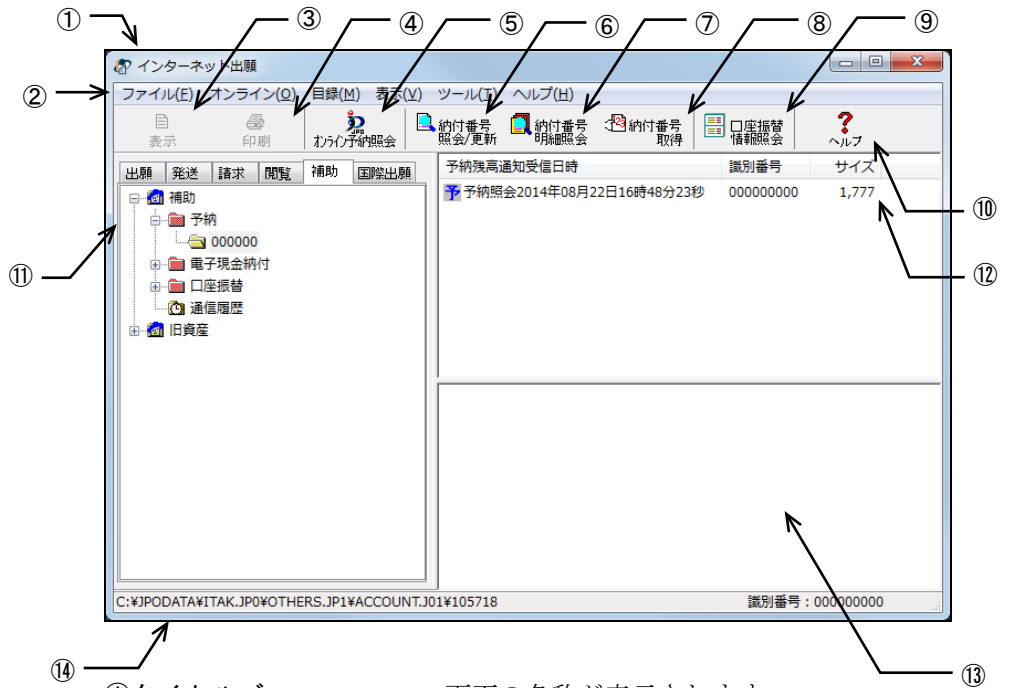 ① ③ ④ ⑤ ⑥ ⑦ ⑧ ⑨
インターネット出願
②
ファイル(F) オンライン(O) 目録(M) 表示(V) ツール(T) ヘルプ(H)
表示 印刷 オンライン予納照会 納付番号照会/更新 納付番号明細照会 納付番号取得 口座振替情報照会 ヘルプ
⑩
出願 発送 請求 閲覧 補助 国際出願
予納残高通知受信日時 識別番号 サイズ
予 予納照会2014年08月22日16時48分23秒 000000000 1,777
補助
予納
000000
電子現金納付
口座振替
通信履歴
旧資産
⑪
⑫
C:¥JPODATA¥ITAK.JP0¥OTHERS.JP1¥ACCOUNT.J01¥105718 識別番号:000000000
⑭
⑬